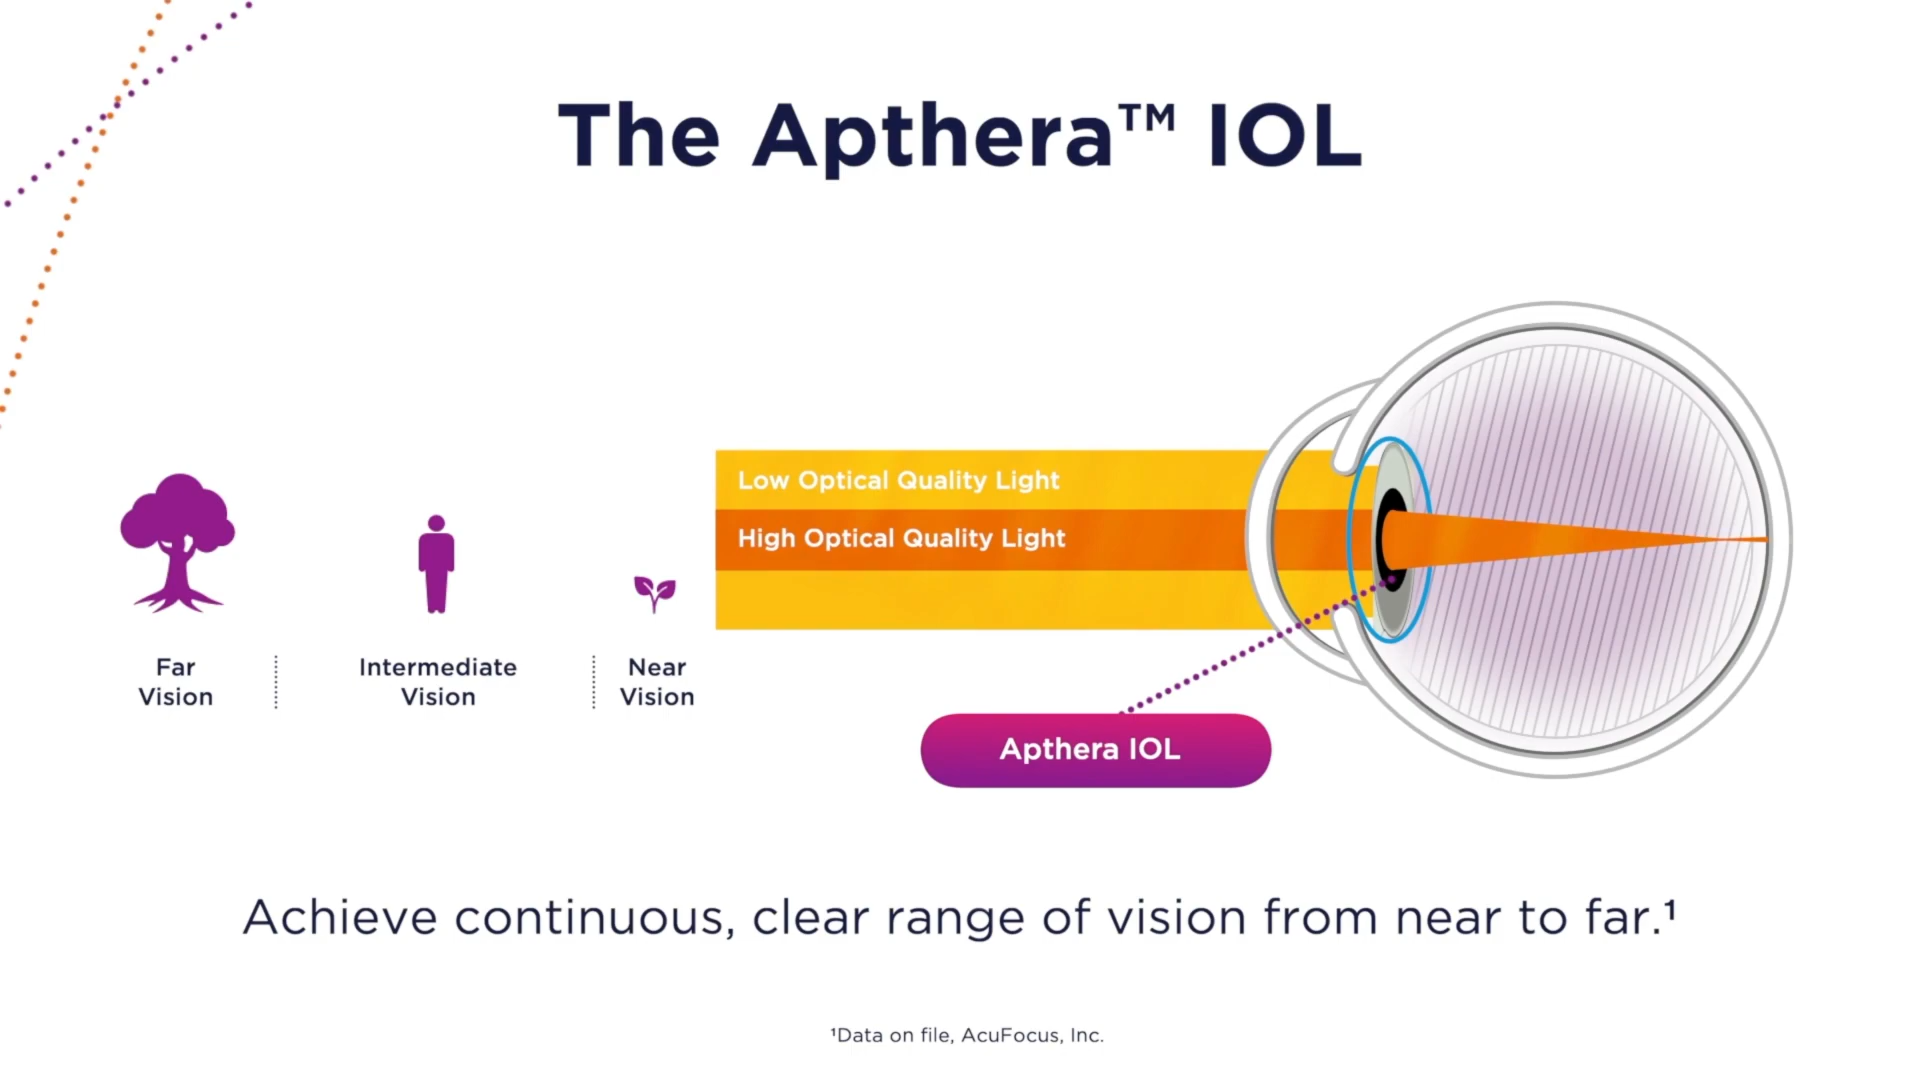 The Apthera™ IOL
Low Optical Quality Light
High Optical Quality Light
Far
Vision
Intermediate
Vision
Near
Vision
Apthera IOL
Achieve continuous, clear range of vision from near to far.¹
¹Data on file, AcuFocus, Inc.